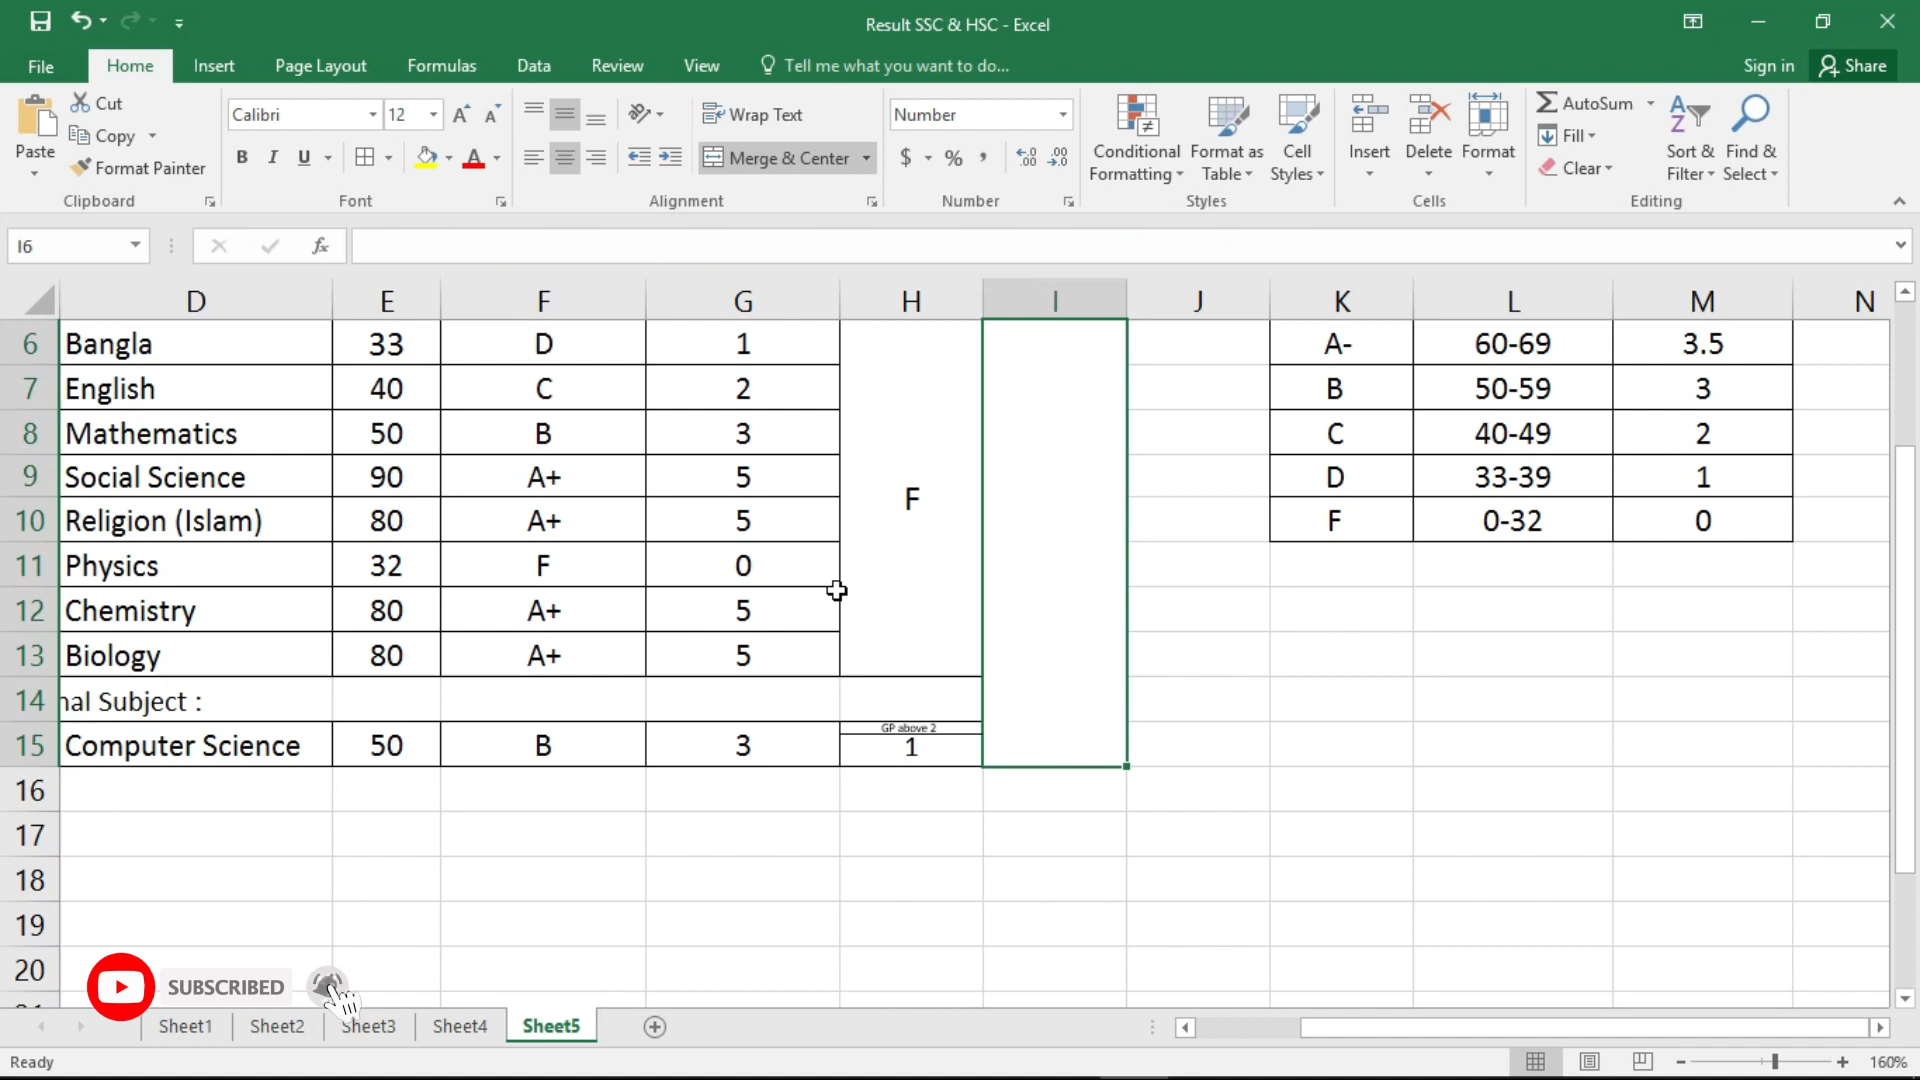 Result SSC & HSC - Excel
File Home Insert Page Layout Formulas Data Review View Tell me what you want to do... Sign in Share
Paste Cut Copy Format Painter
Calibri 12
B I U
Wrap Text
Merge & Center
Number
$ % ,
Conditional Formatting Format as Table Cell Styles
Insert Delete Format
AutoSum Fill Clear
Sort & Filter Find & Select
Clipboard Font Alignment Number Styles Cells Editing
I6 fx
D E F G H I J K L M N
6 Bangla 33 D 1 A- 60-69 3.5
7 English 40 C 2 B 50-59 3
8 Mathematics 50 B 3 C 40-49 2
9 Social Science 90 A+ 5 D 33-39 1
F
10 Religion (Islam) 80 A+ 5 F 0-32 0
11 Physics 32 F 0
12 Chemistry 80 A+ 5
13 Biology 80 A+ 5
14 nal Subject :
GP above 2
15 Computer Science 50 B 3 1
16
17
18
19
20
SUBSCRIBED
Sheet1 Sheet2 Sheet3 Sheet4 Sheet5
Ready 160%